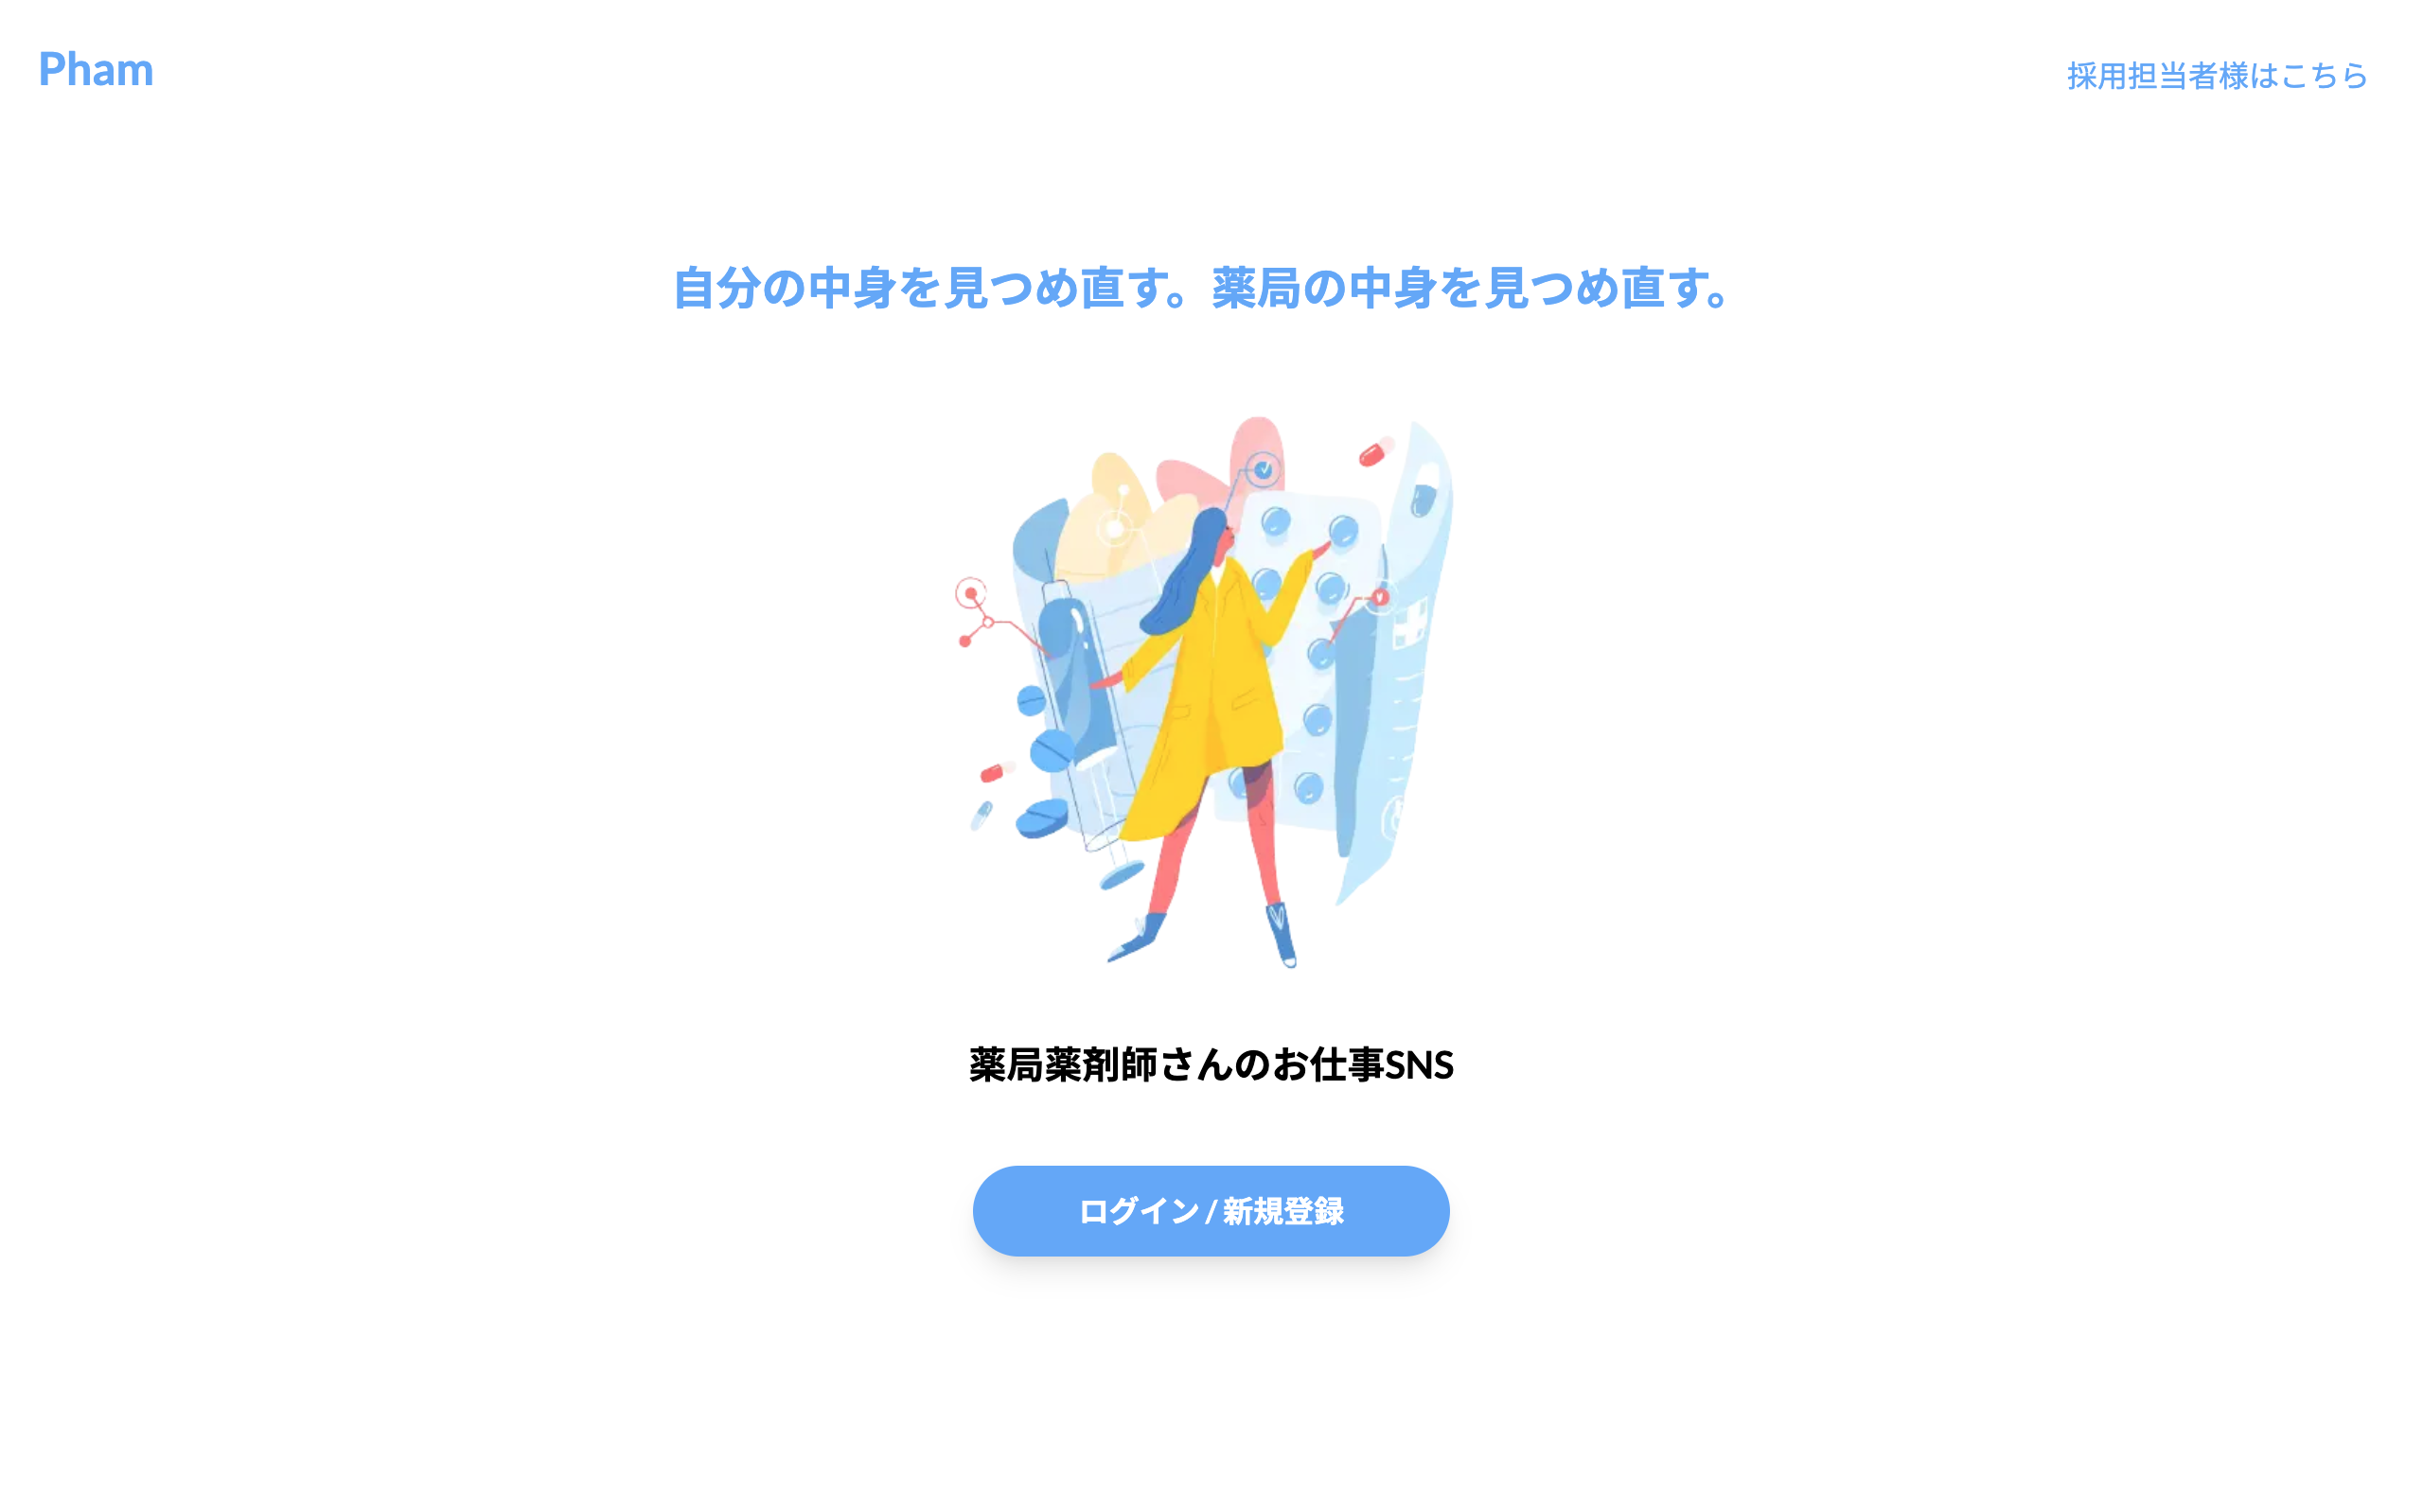 Pham
採用担当者様はこちら
自分の中身を見つめ直す。薬局の中身を見つめ直す。
薬局薬剤師さんのお仕事SNS
ログイン / 新規登録